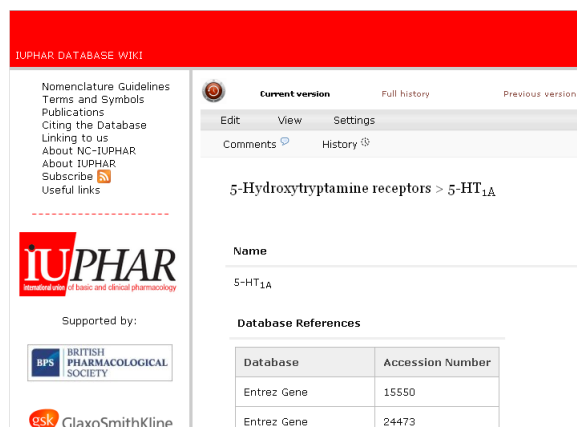 IUPHAR DATABASE WIKI
Nomenclature Guidelines
Terms and Symbols
Publications
Citing the Database
Linking to us
About NC-IUPHAR
About IUPHAR
Subscribe
Useful links
iUPHAR
international union of basic and clinical pharmacology
Supported by:
BPS
BRITISH
PHARMACOLOGICAL
SOCIETY
gsk GlaxoSmithKline
Current version Full history Previous version
Edit View Settings
Comments History
5-Hydroxytryptamine receptors > 5-HT1A
Name
5-HT1A
Database References
Database Accession Number
Entrez Gene 15550
Entrez Gene 24473